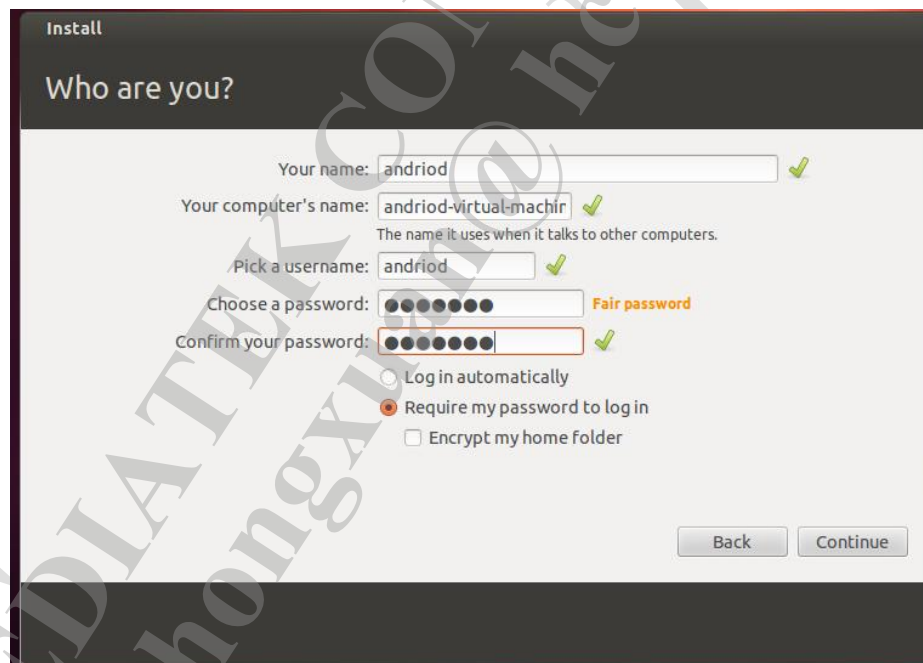 Install
Who are you?
Your name: andriod
Your computer's name: andriod-virtual-machin
The name it uses when it talks to other computers.
Pick a username: andriod
Choose a password: ●●●●●●● Fair password
Confirm your password: ●●●●●●●
Log in automatically
Require my password to log in
Encrypt my home folder
Back Continue